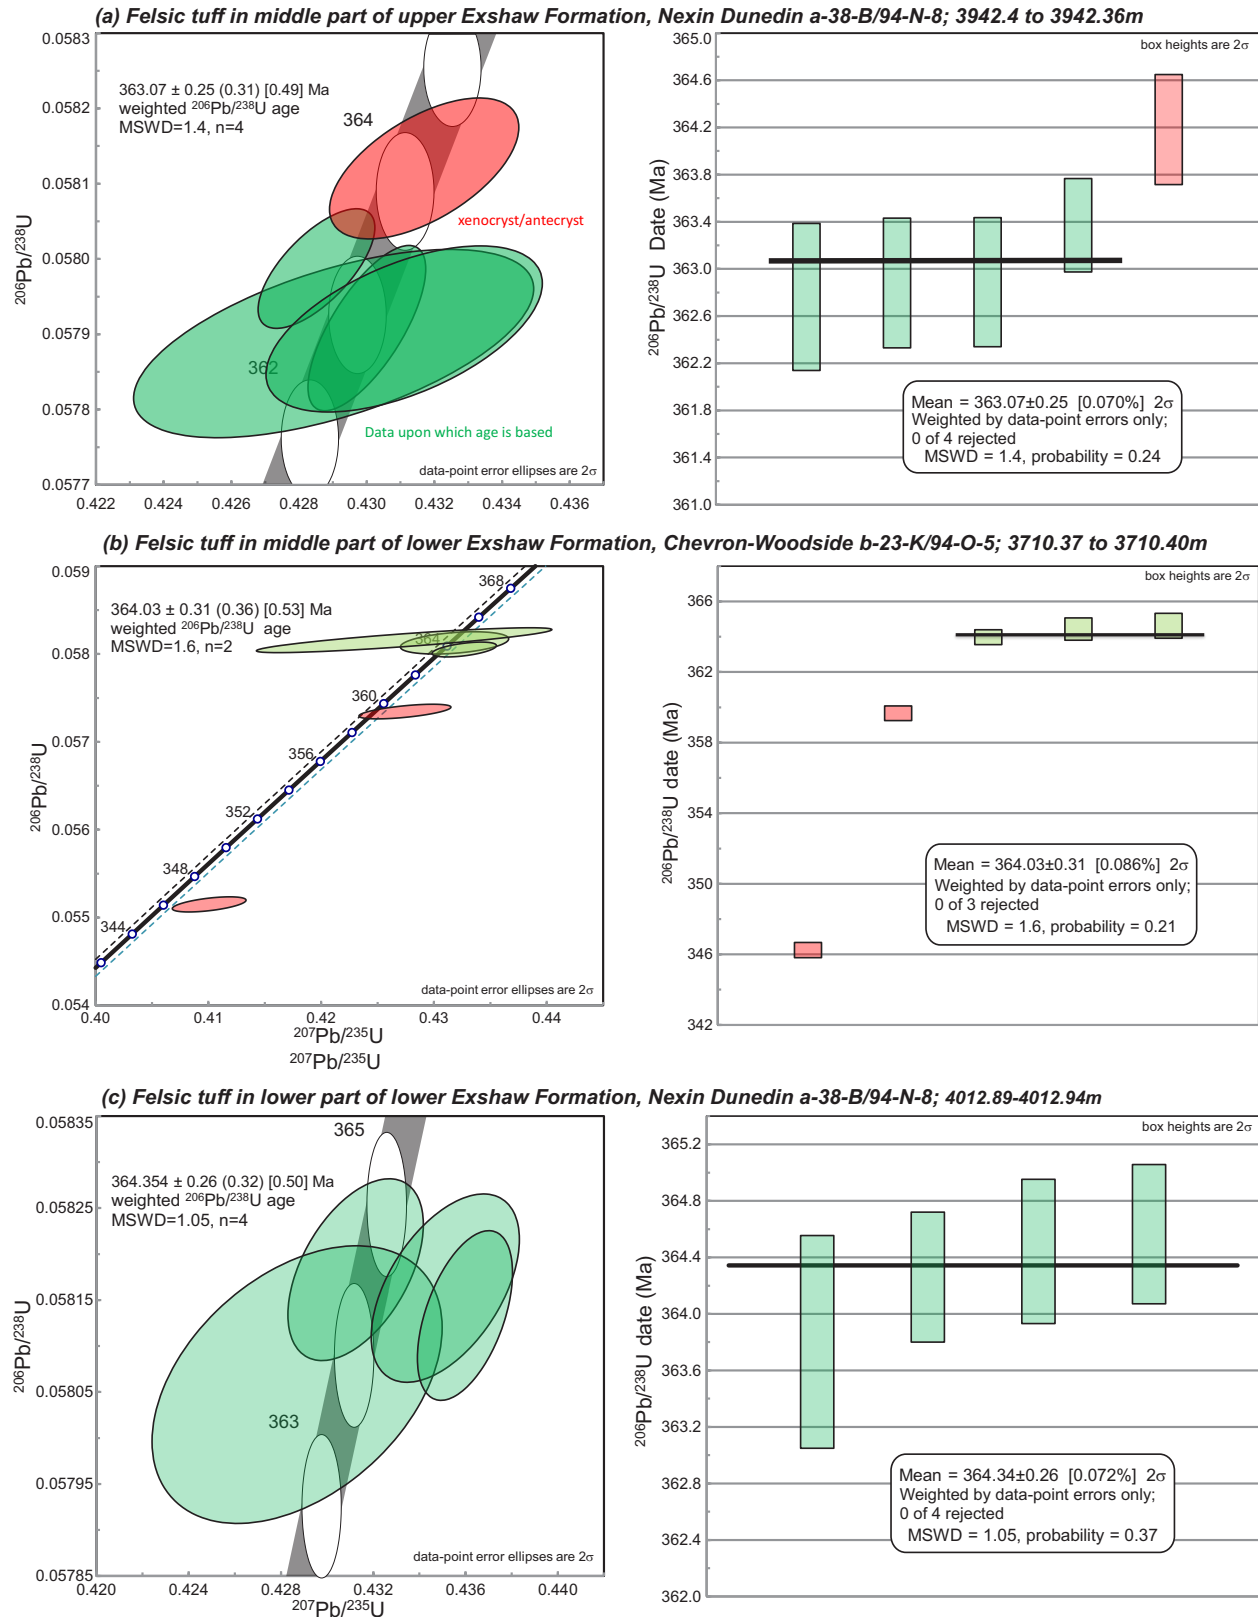 (a) Felsic tuff in middle part of upper Exshaw Formation, Nexin Dunedin a-38-B/94-N-8; 3942.4 to 3942.36m
0.0583
0.0582
0.0581
0.0580
0.0579
0.0578
0.0577
206Pb/238U
363.07 ± 0.25 (0.31) [0.49] Ma
weighted 206Pb/238U age
MSWD=1.4, n=4
364
xenocryst/antecryst
362
Data upon which age is based
data-point error ellipses are 2σ
0.422
0.424
0.426
0.428
0.430
0.432
0.434
0.436
box heights are 2σ
365.0
364.6
364.2
363.8
363.4
363.0
362.6
362.2
361.8
361.4
361.0
206Pb/238U Date (Ma)
Mean = 363.07±0.25 [0.070%] 2σ
Weighted by data-point errors only;
0 of 4 rejected
MSWD = 1.4, probability = 0.24
(b) Felsic tuff in middle part of lower Exshaw Formation, Chevron-Woodside b-23-K/94-O-5; 3710.37 to 3710.40m
0.059
0.058
0.057
0.056
0.055
0.054
206Pb/238U
364.03 ± 0.31 (0.36) [0.53] Ma
weighted 206Pb/238U age
MSWD=1.6, n=2
368
364
360
356
352
348
344
data-point error ellipses are 2σ
0.40
0.41
0.42
0.43
0.44
207Pb/235U
207Pb/235U
box heights are 2σ
366
362
358
354
350
346
342
206Pb/238U date (Ma)
Mean = 364.03±0.31 [0.086%] 2σ
Weighted by data-point errors only;
0 of 3 rejected
MSWD = 1.6, probability = 0.21
(c) Felsic tuff in lower part of lower Exshaw Formation, Nexin Dunedin a-38-B/94-N-8; 4012.89-4012.94m
0.05835
0.05825
0.05815
0.05805
0.05795
0.05785
206Pb/238U
365
364.354 ± 0.26 (0.32) [0.50] Ma
weighted 206Pb/238U age
MSWD=1.05, n=4
363
data-point error ellipses are 2σ
0.420
0.424
0.428
0.432
0.436
0.440
207Pb/235U
box heights are 2σ
365.2
364.8
364.4
364.0
363.6
363.2
362.8
362.4
362.0
206Pb/238U date (Ma)
Mean = 364.34±0.26 [0.072%] 2σ
Weighted by data-point errors only;
0 of 4 rejected
MSWD = 1.05, probability = 0.37